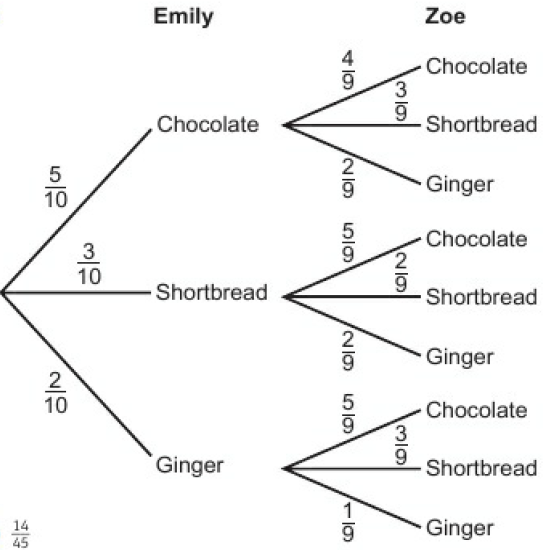 Emily Zoe
4/9 Chocolate
3/9
Chocolate Shortbread
2/9 Ginger
5/10
5/9 Chocolate
3/10 2/9
Shortbread Shortbread
2/9 Ginger
2/10
5/9 Chocolate
3/9
Ginger Shortbread
1/9 Ginger
14/45